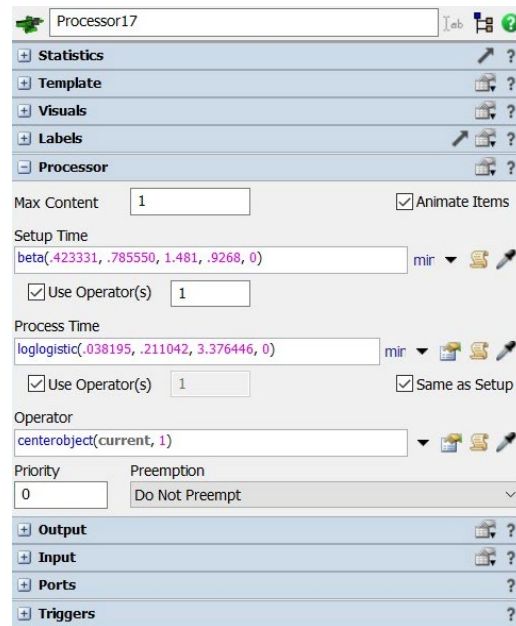 Processor17
Statistics ?
Template ?
Visuals ?
Labels ?
Processor ?
Max Content 1 Animate Items
Setup Time
beta(.423331, .785550, 1.481, .9268, 0) mir
Use Operator(s) 1
Process Time
loglogistic(.038195, .211042, 3.376446, 0) mir
Use Operator(s) 1 Same as Setup
Operator
centerobject(current, 1)
Priority Preemption
0 Do Not Preempt
Output ?
Input ?
Ports ?
Triggers ?